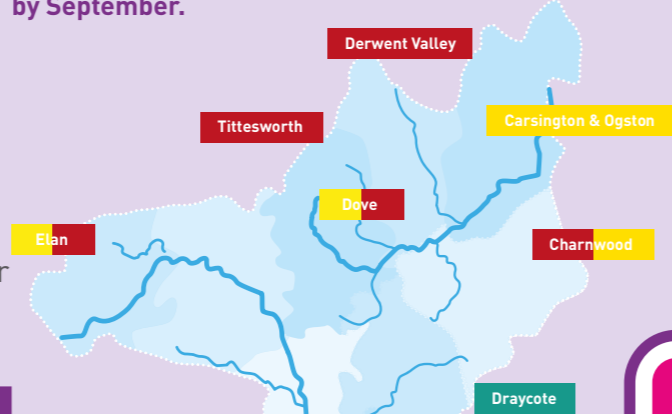 by September.
Derwent Valley
Carsington & Ogston
Tittesworth
Dove
Elan
Charnwood
r
Draycote